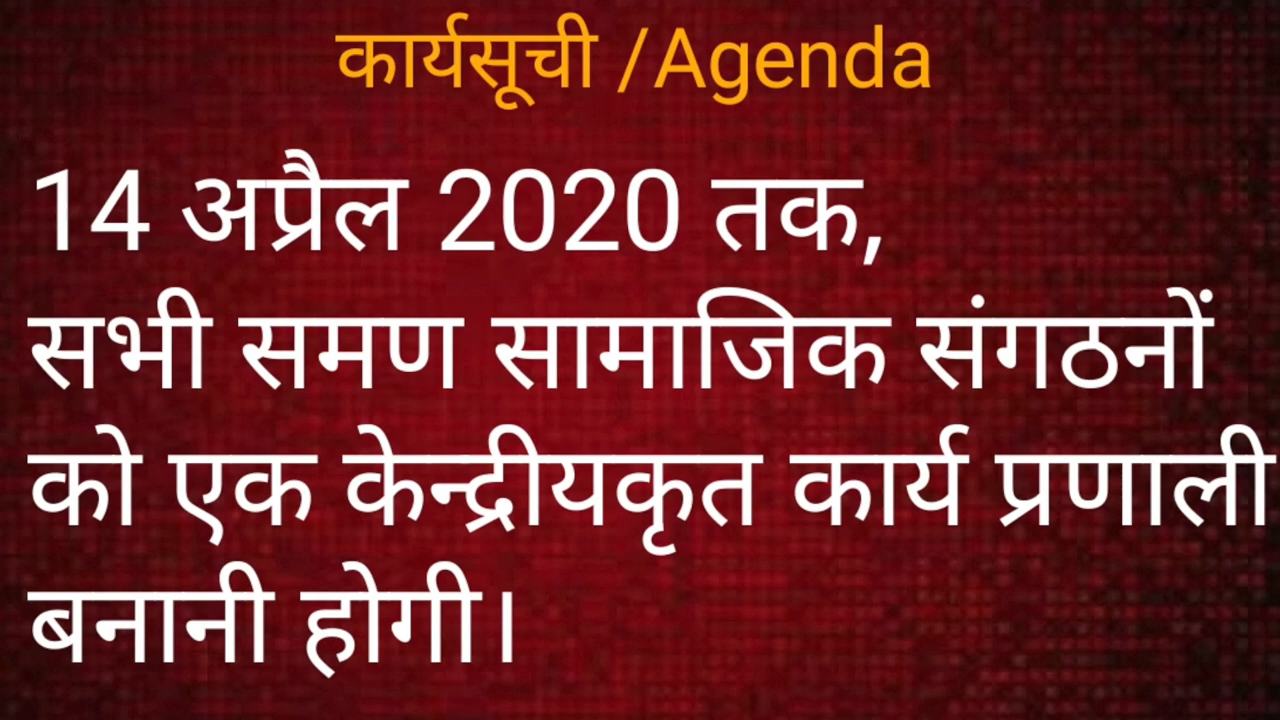 कार्यसूची /Agenda
14 अप्रैल 2020 तक,
सभी समण सामाजिक संगठनों
को एक केन्द्रीयकृत कार्य प्रणाली
बनानी होगी।